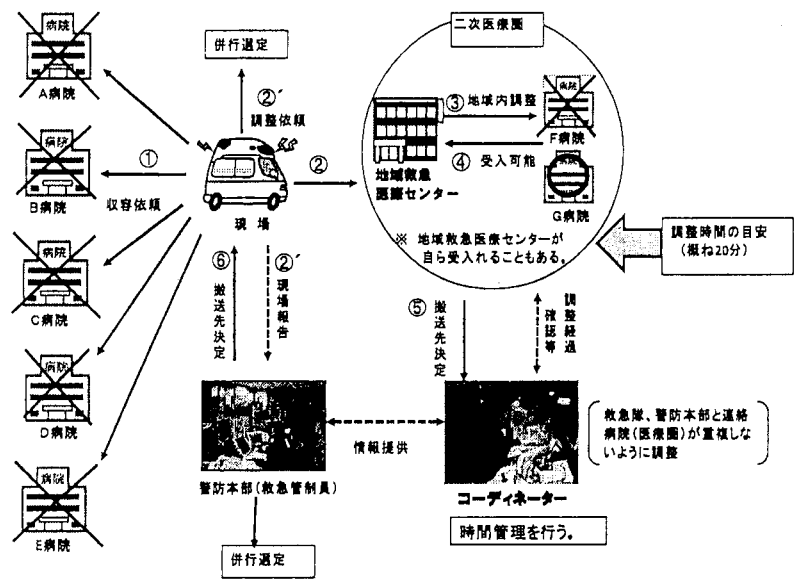 病院
A病院
病院
B病院
病院
C病院
病院
D病院
病院
E病院
①
収容依頼
併行選定
②´
調整依頼
現場
②
二次医療圏
地域救急
医療センター
③地域内調整
病院
F病院
④ 受入可能
病院
G病院
※ 地域救急医療センターが
自ら受入れることもある。
調整時間の目安
(概ね20分)
⑥
搬送先決定
②´
現場報告
⑤
搬送先決定
調整経過
確認等
情報提供
警防本部(救急管制員)
併行選定
コーディネーター
時間管理を行う。
救急隊、警防本部と連絡
病院(医療圏)が重複しな
いように調整